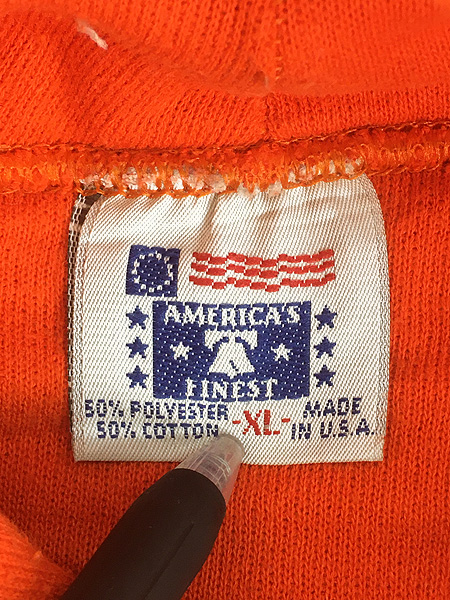 AMERICA'S
FINEST
50% POLYESTER
50% COTTON
-XL-
MADE
IN U.S.A.